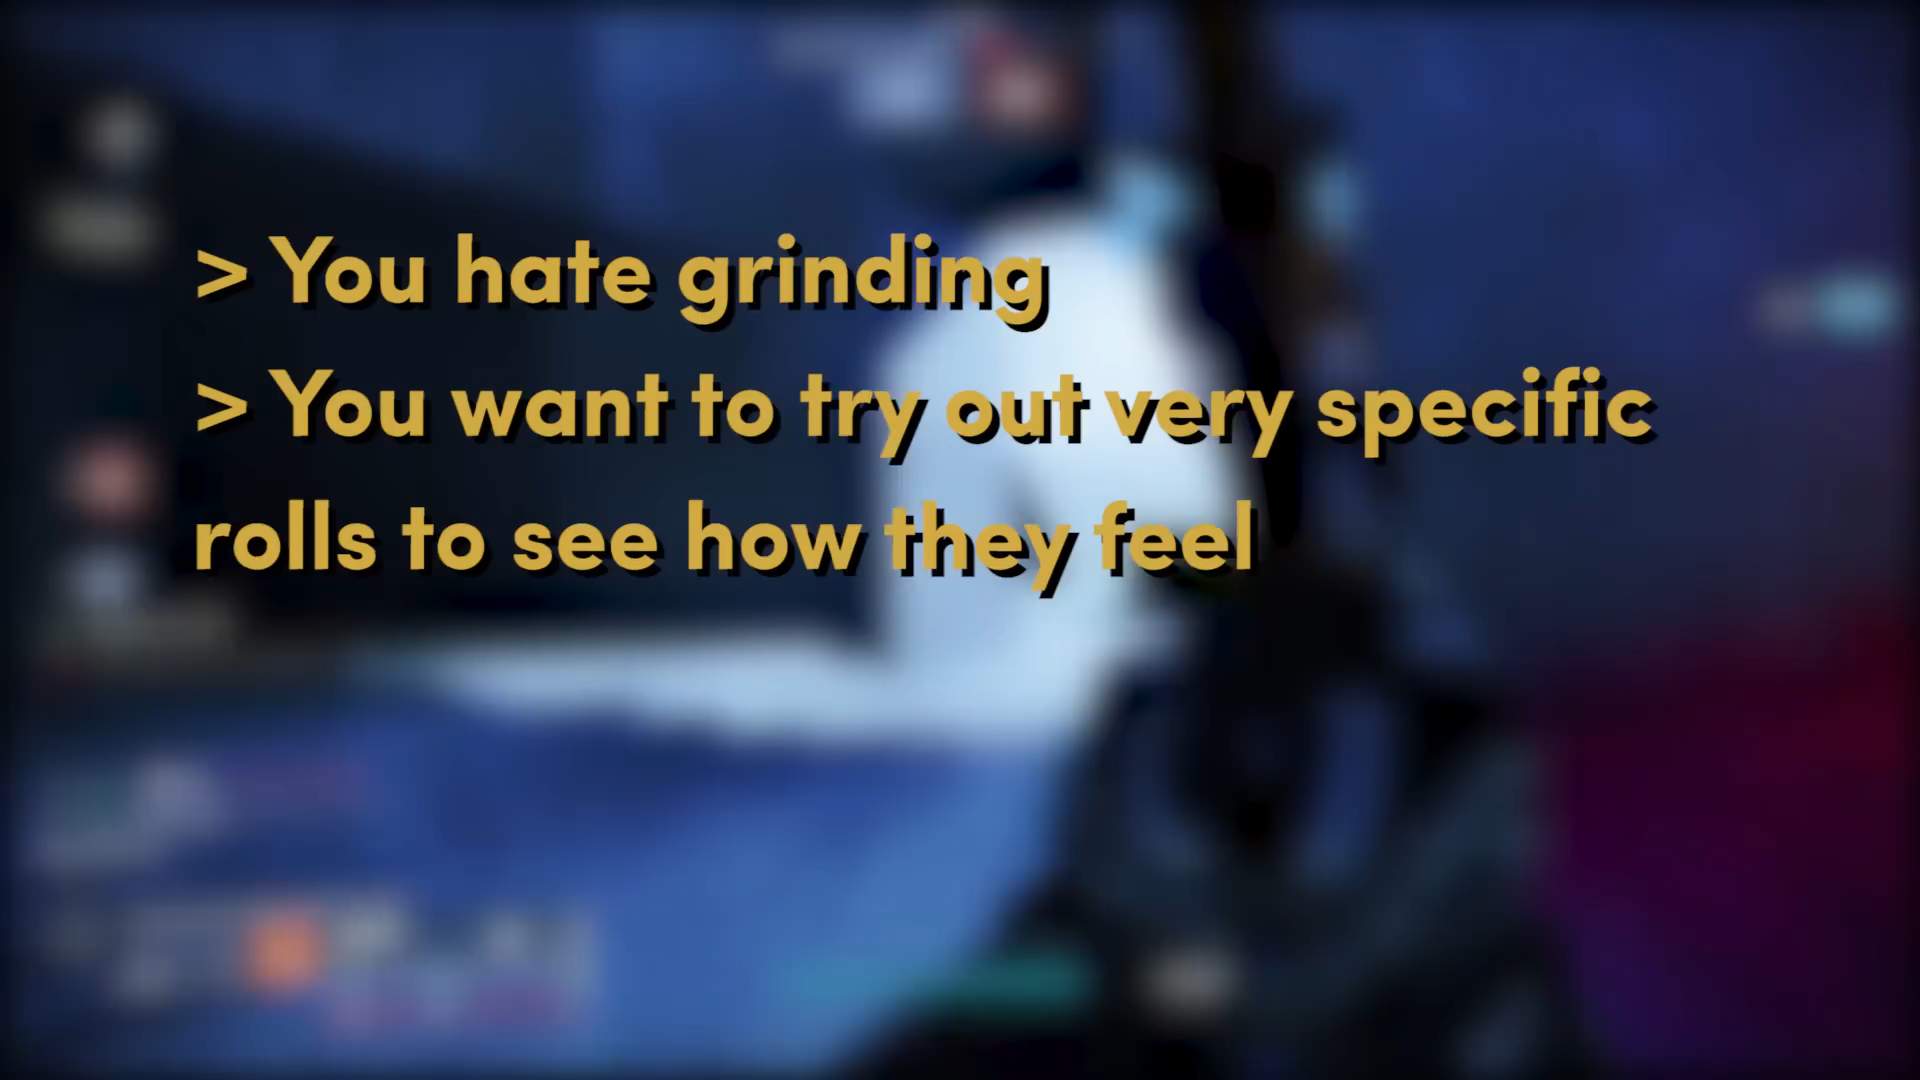 > You hate grinding
> You want to try out very specific
rolls to see how they feel